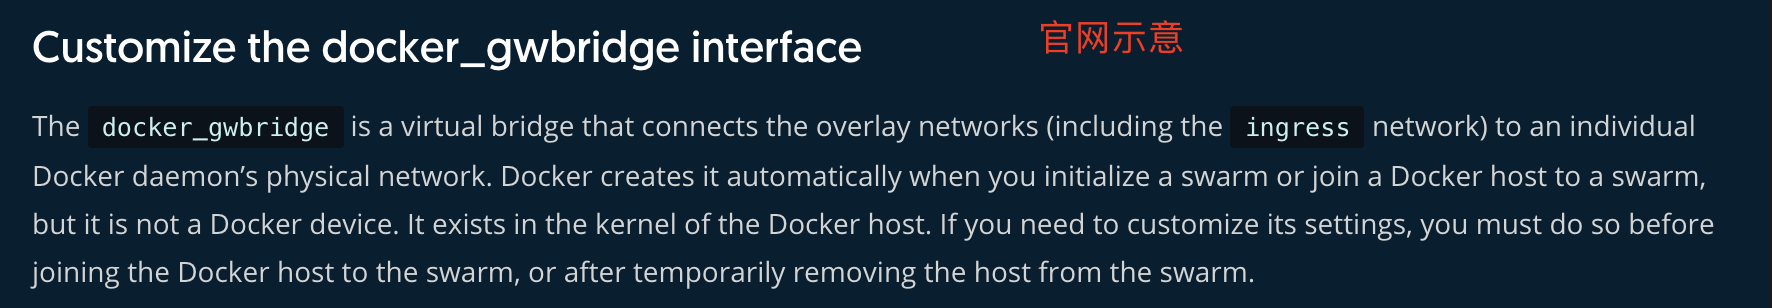 Customize the docker_gwbridge interface
官网示意
The docker_gwbridge is a virtual bridge that connects the overlay networks (including the ingress network) to an individual
Docker daemon’s physical network. Docker creates it automatically when you initialize a swarm or join a Docker host to a swarm,
but it is not a Docker device. It exists in the kernel of the Docker host. If you need to customize its settings, you must do so before
joining the Docker host to the swarm, or after temporarily removing the host from the swarm.